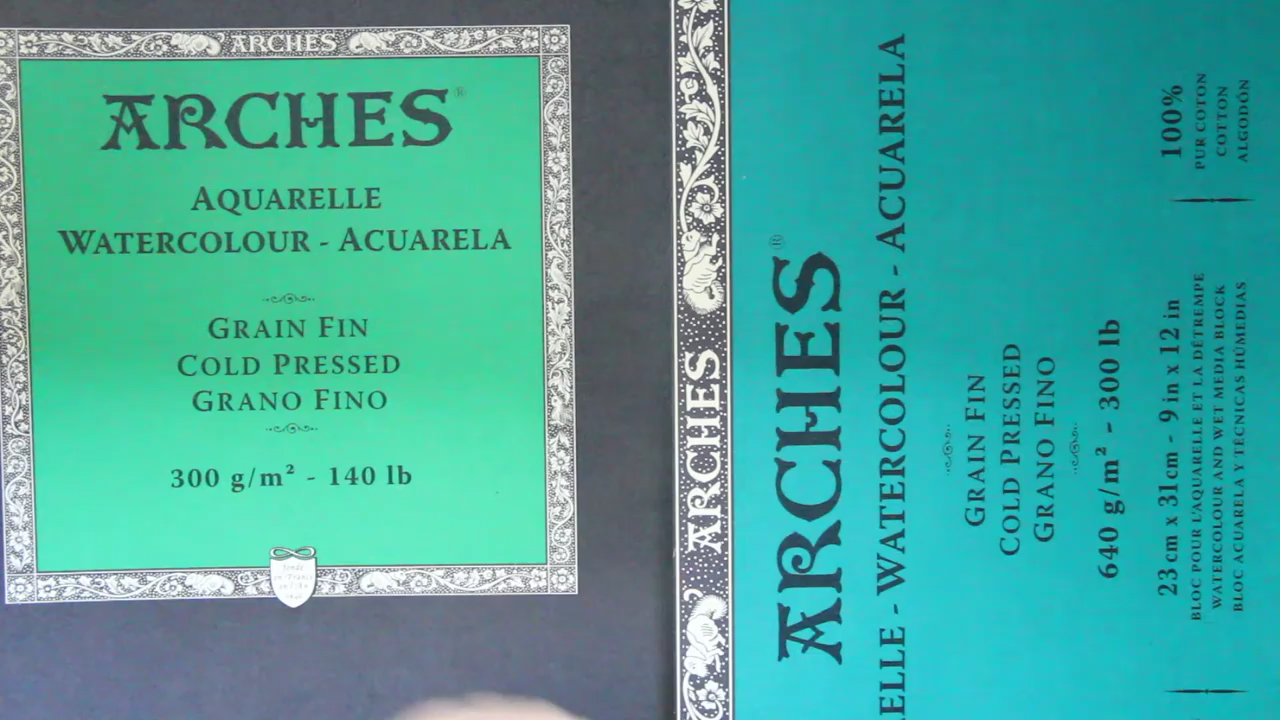 ARCHES
ARCHES®
AQUARELLE
WATERCOLOUR - ACUARELA
GRAIN FIN
COLD PRESSED
GRANO FINO
300 g/m² - 140 lb
ARCHES
ARCHES®
ELLE - WATERCOLOUR - ACUARELA
GRAIN FIN
COLD PRESSED
GRANO FINO
640 g/m² - 300 lb
23 cm x 31cm - 9 in x 12 in
BLOC POUR L'AQUARELLE ET LA DÉTREMPE
WATERCOLOUR AND WET MEDIA BLOCK
BLOC ACUARELA Y TÉCNICAS HÚMEDIAS
100%
PUR COTON
COTTON
ALGODÓN